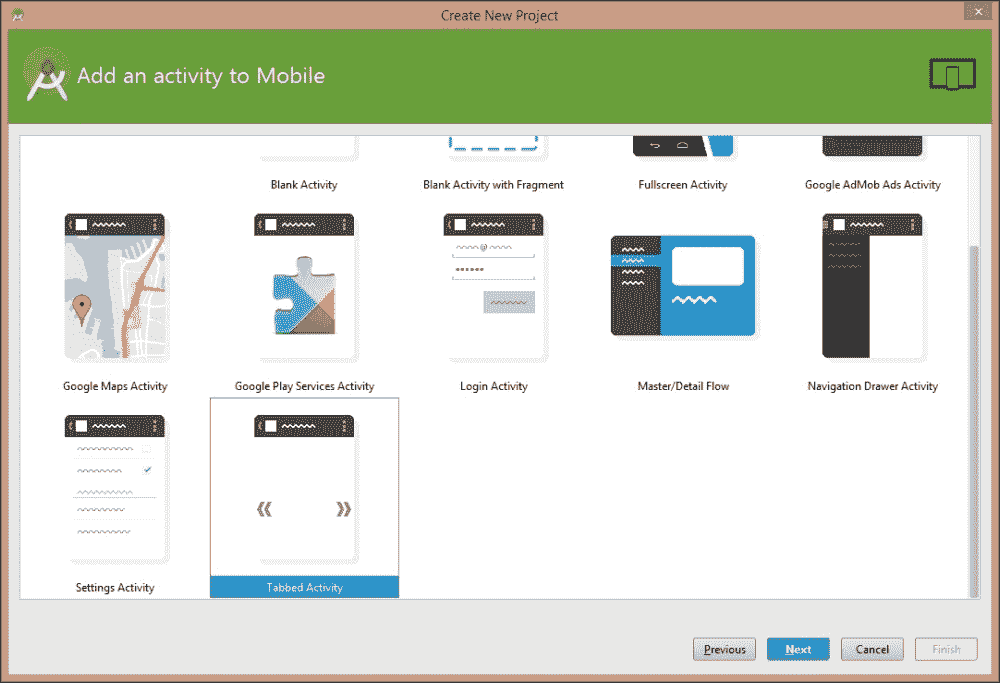 Create New Project
Add an activity to Mobile
Blank Activity
Blank Activity with Fragment
Fullscreen Activity
Google AdMob Ads Activity
Google Maps Activity
Google Play Services Activity
Login Activity
Master/Detail Flow
Navigation Drawer Activity
Settings Activity
Tabbed Activity
Previous
Next
Cancel
Finish